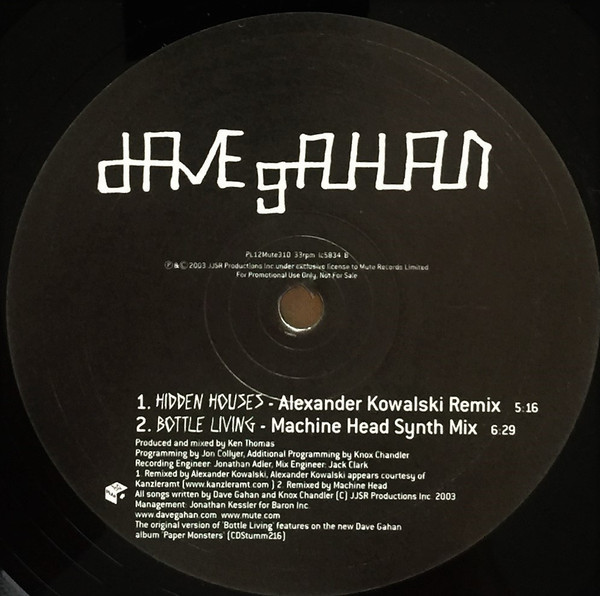 dAVE gAHAN
PL12Mute310 33rpm lc5834 B
Ⓟ&Ⓒ2003 JJSR Productions Inc under exclusive license to Mute Records Limited
For Promotional Use Only, Not For Sale
1. HIDDEN HOUSES - Alexander Kowalski Remix 5:16
2. BOTTLE LIVING - Machine Head Synth Mix 6:29
Produced and mixed by Ken Thomas
Programming by Jon Collyer, Additional Programming by Knox Chandler
Recording Engineer: Jonathan Adler, Mix Engineer: Jack Clark
1. Remixed by Alexander Kowalski, Alexander Kowalski appears courtesy of
Kanzleramt (www.kanzleramt.com ) 2. Remixed by Machine Head
All songs written by Dave Gahan and Knox Chandler (C) JJSR Productions Inc. 2003
Management: Jonathan Kessler for Baron Inc.
www.davegahan.com www.mute.com
The original version of 'Bottle Living' features on the new Dave Gahan
album 'Paper Monsters' (CDStumm216)